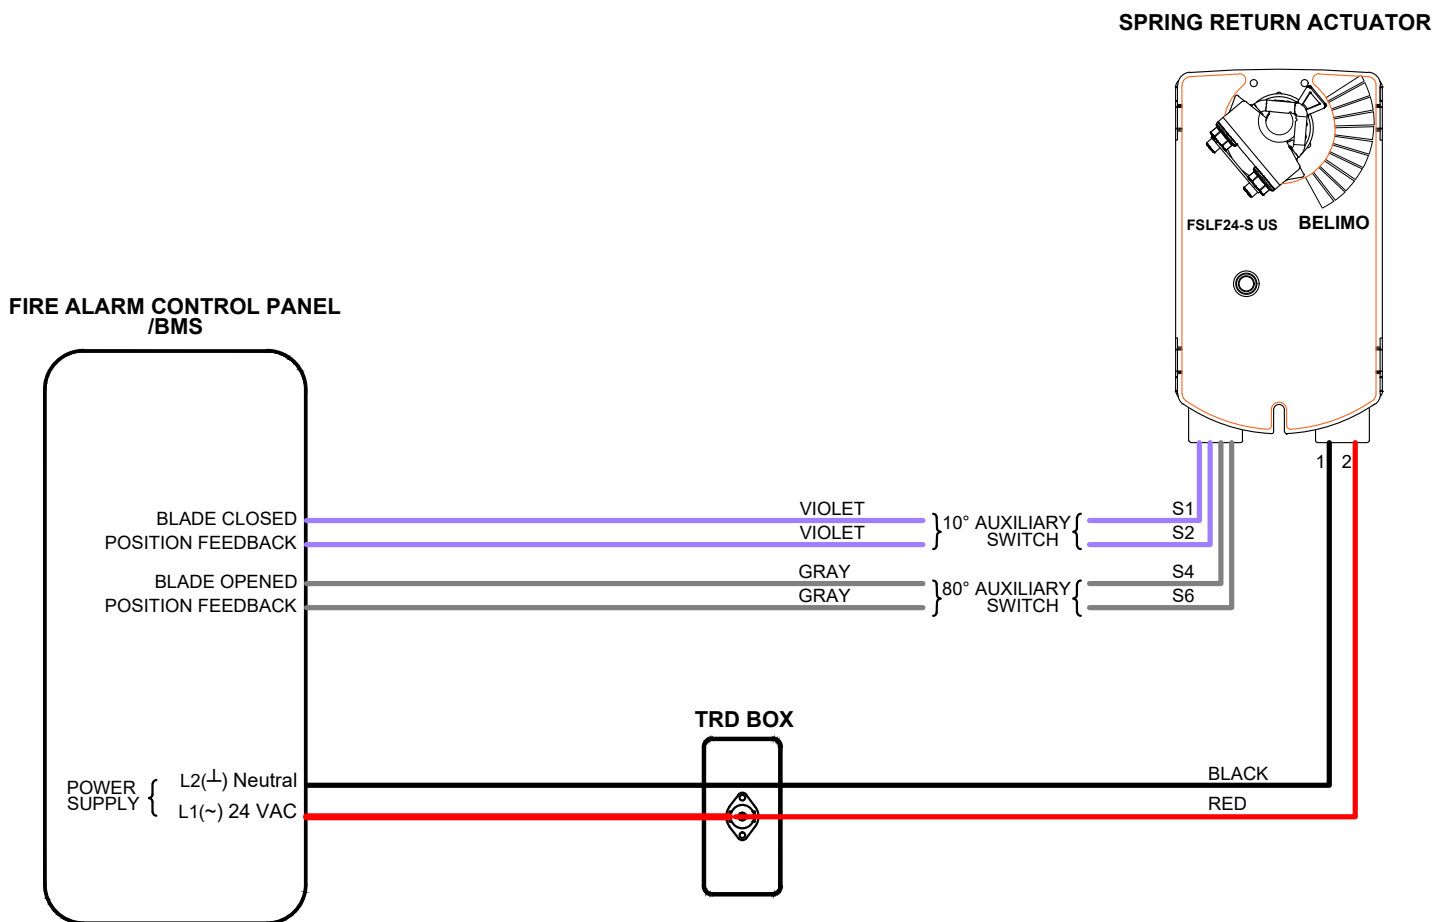 SPRING RETURN ACTUATOR
FSLF24-S US
BELIMO
FIRE ALARM CONTROL PANEL
/BMS
1 2
BLADE CLOSED
POSITION FEEDBACK
BLADE OPENED
POSITION FEEDBACK
VIOLET
VIOLET
GRAY
GRAY
10° AUXILIARY
SWITCH
80° AUXILIARY
SWITCH
S1
S2
S4
S6
TRD BOX
POWER
SUPPLY
L2(┴) Neutral
L1(~) 24 VAC
BLACK
RED